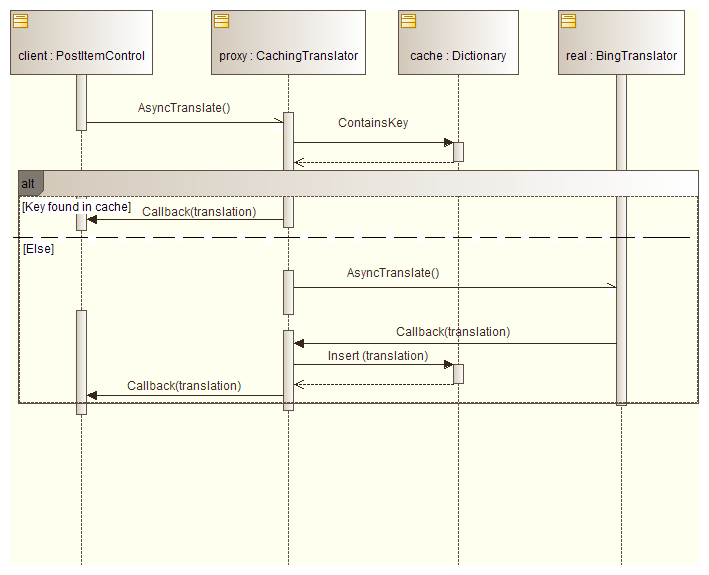 client : PostItemControl
proxy : CachingTranslator
cache : Dictionary
real : BingTranslator
AsyncTranslate()
ContainsKey
alt
[Key found in cache]
Callback(translation)
[Else]
AsyncTranslate()
Callback(translation)
Insert (translation)
Callback(translation)